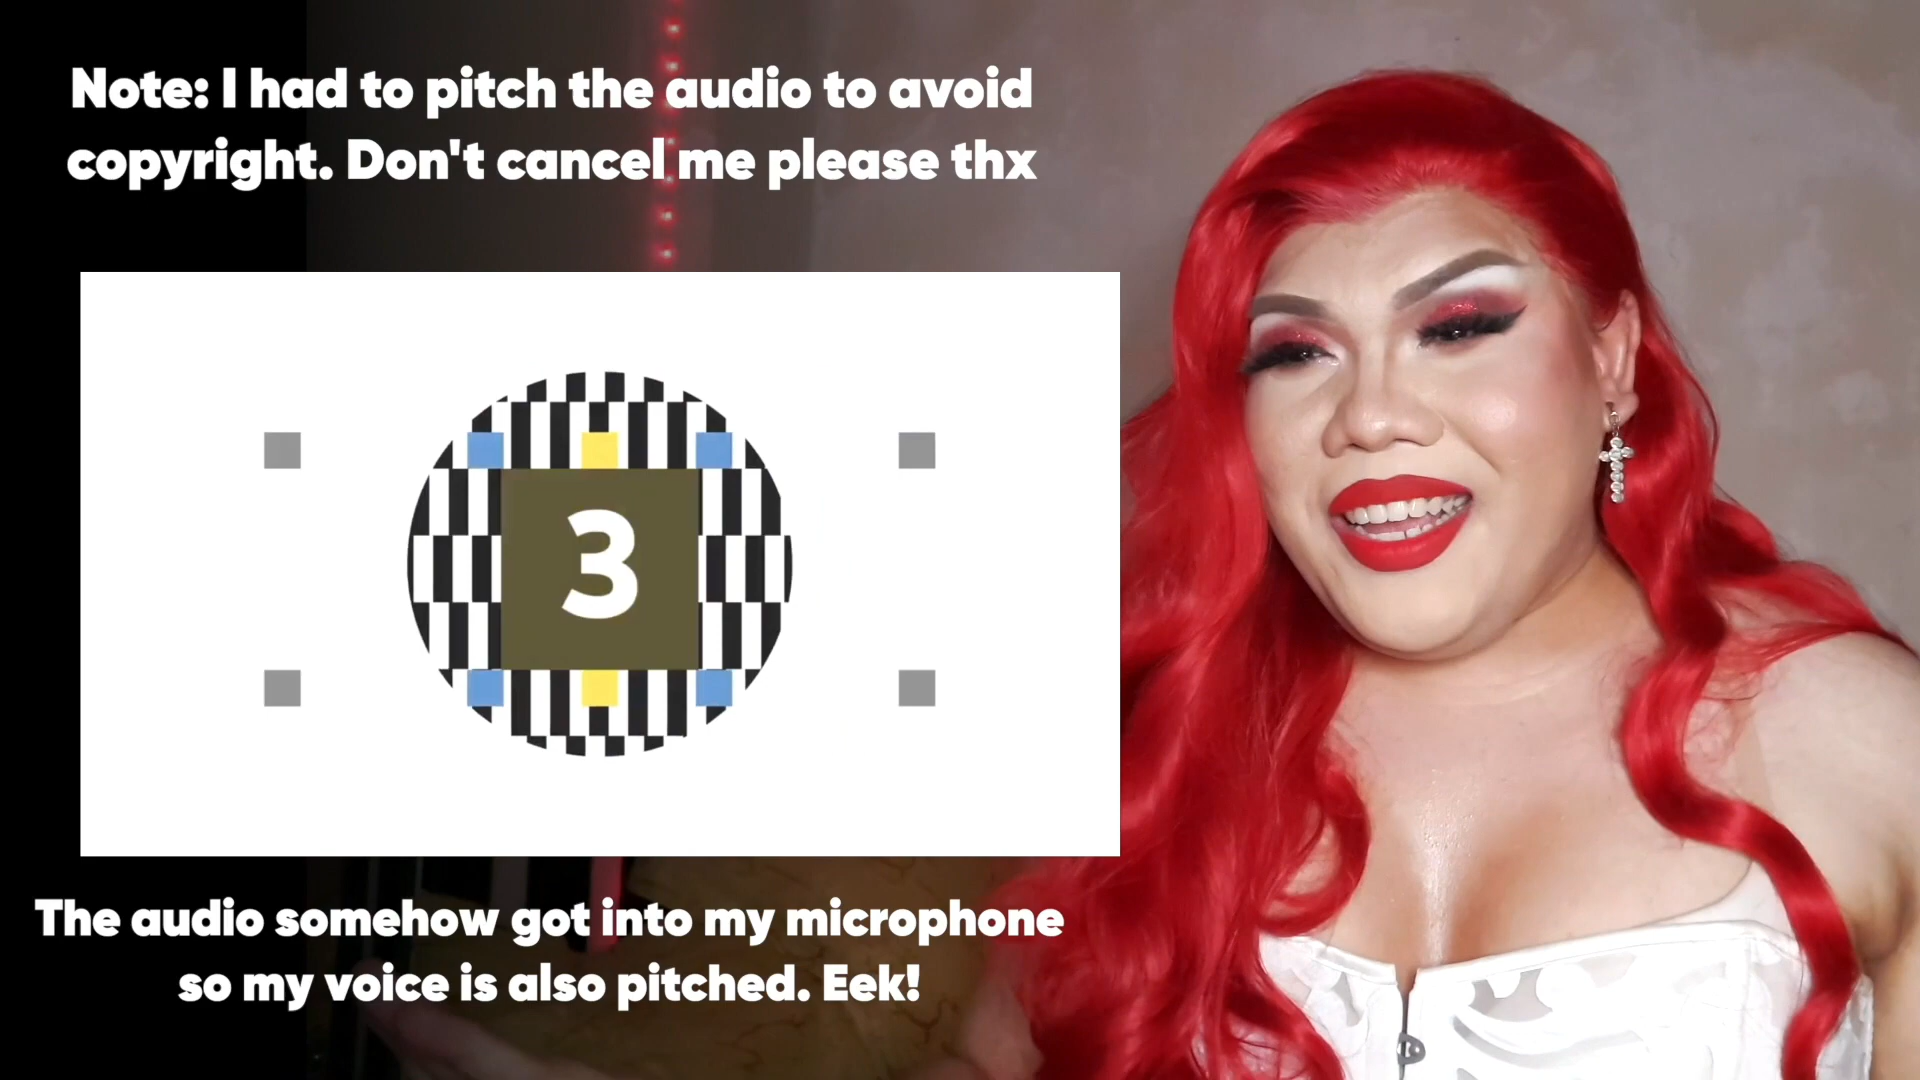 Note: I had to pitch the audio to avoid
copyright. Don't cancel me please thx
3
The audio somehow got into my microphone
so my voice is also pitched. Eek!